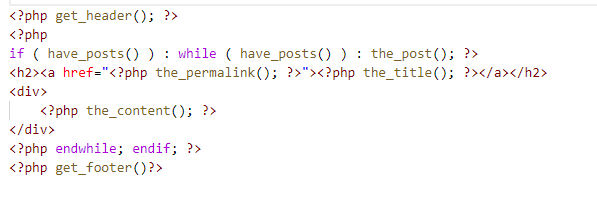 <?php get_header(); ?>
<?php
if ( have_posts() ) : while ( have_posts() ) : the_post(); ?>
<h2><a href="<?php the_permalink(); ?>"><?php the_title(); ?></a></h2>
<div>
    <?php the_content(); ?>
</div>
<?php endwhile; endif; ?>
<?php get_footer()?>